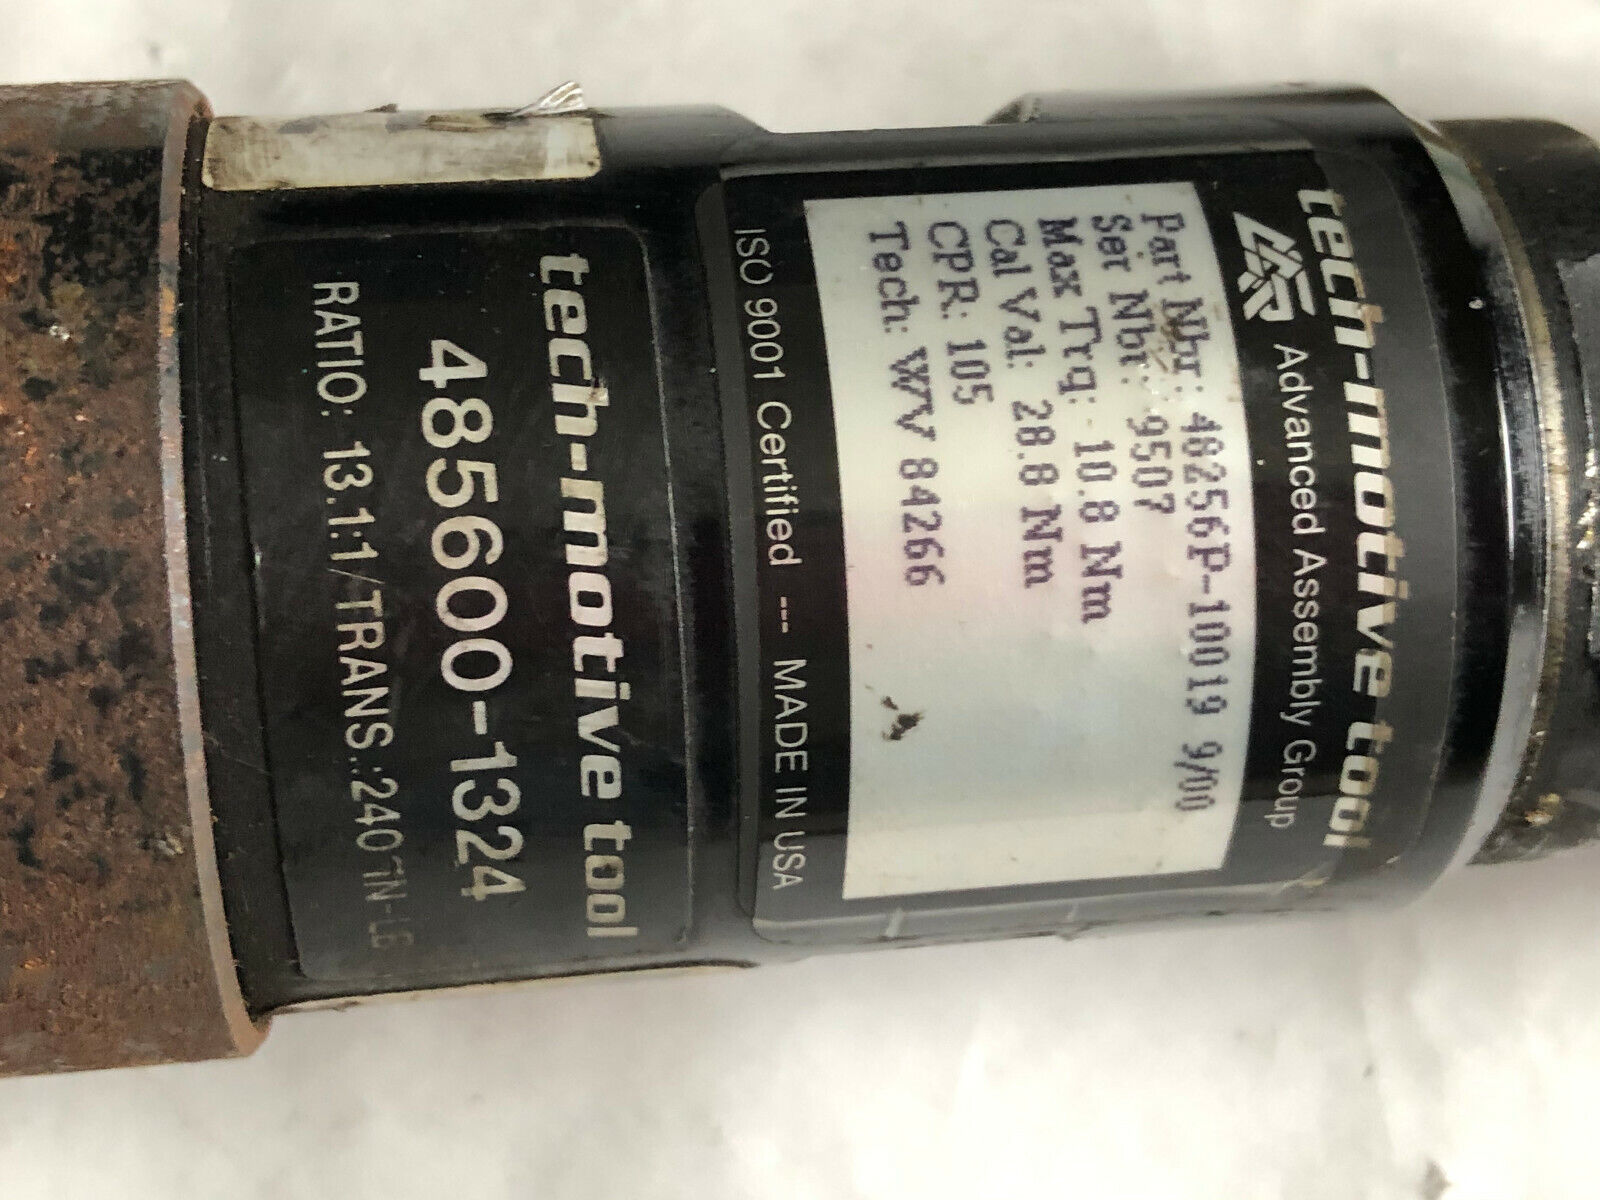 tech-motive tool
Advanced Assembly Group
Part Nbr: 48256P-10019 9/00
Ser Nbr: 9507
Max Trq: 10.8 Nm
Cal Val: 28.8 Nm
CPR: 105
Tech: WV 84266
ISO 9001 Certified --- MADE IN USA
tech-motive tool
485600-1324
RATIO: 13.1:1/TRANS.:240 IN-LB